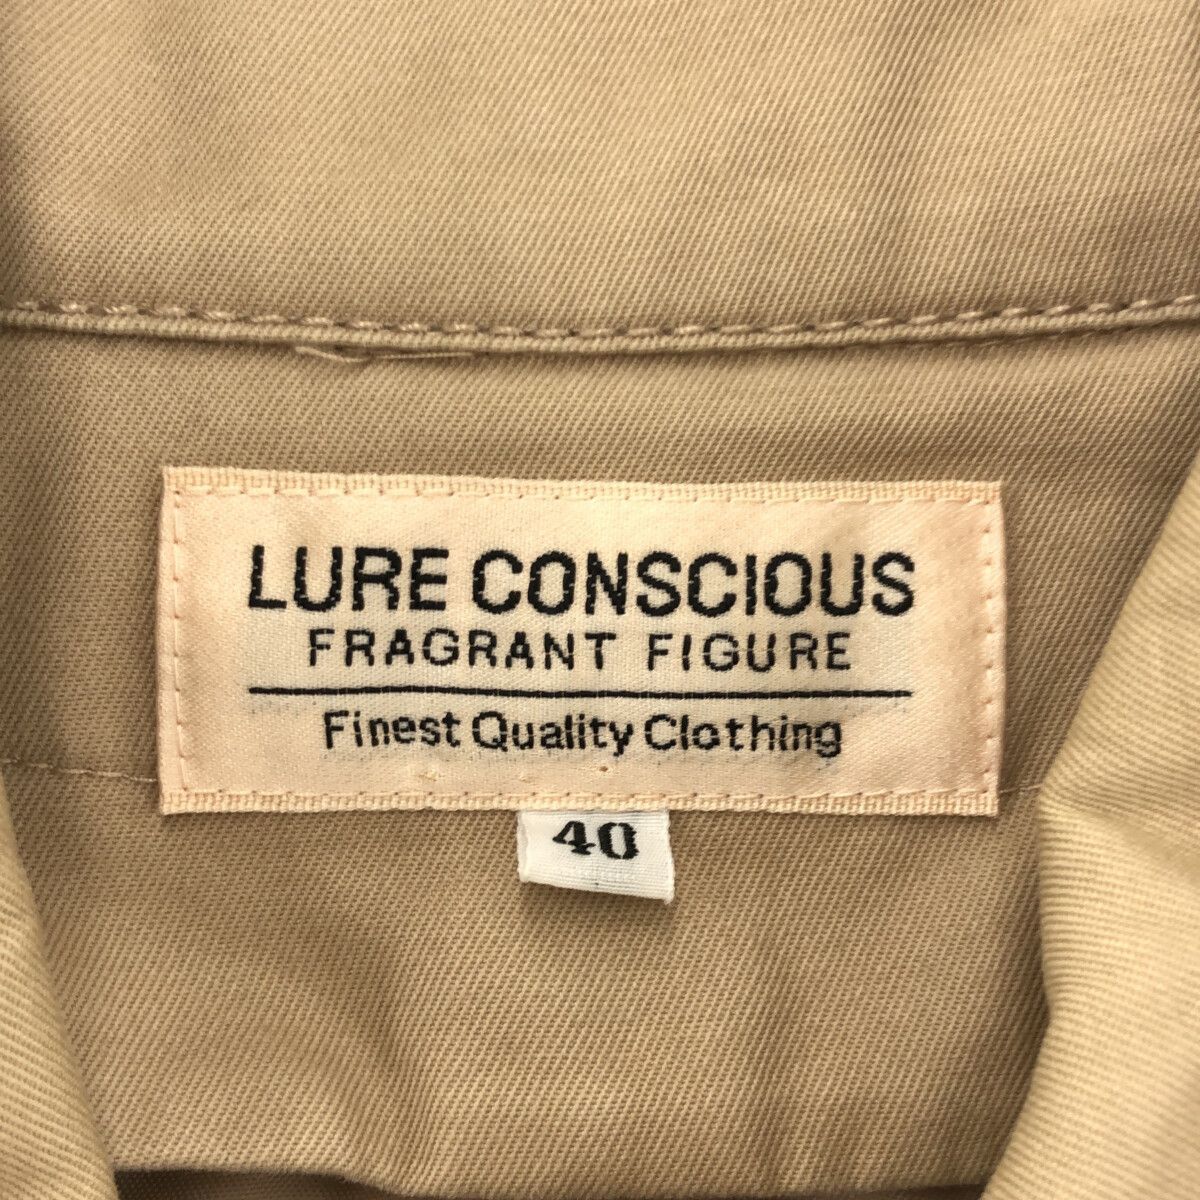 LURE CONSCIOUS
FRAGRANT FIGURE
Finest Quality Clothing
40